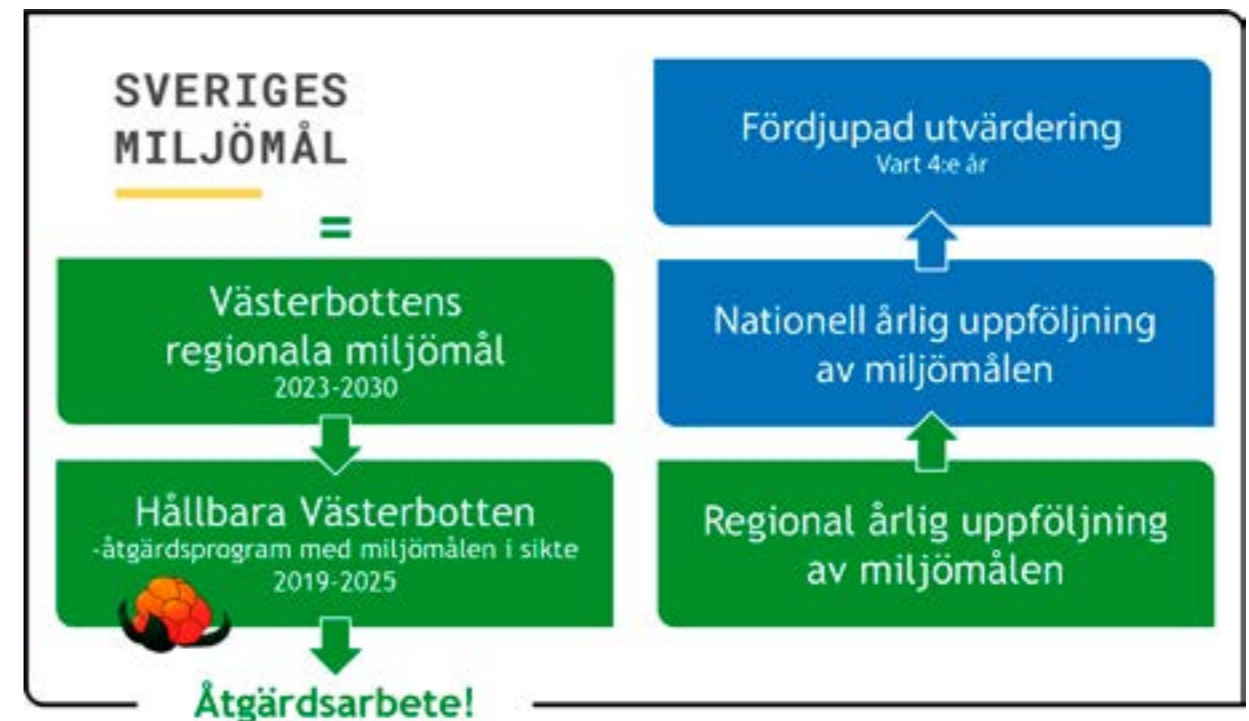 SVERIGES
MILJÖMÅL
=
Västerbottens
regionala miljömål
2023-2030
Hållbara Västerbotten
-åtgärdsprogram med miljömålen i sikte
2019-2025
Åtgärdsarbete!
Fördjupad utvärdering
Vart 4:e år
Nationell årlig uppföljning
av miljömålen
Regional årlig uppföljning
av miljömålen